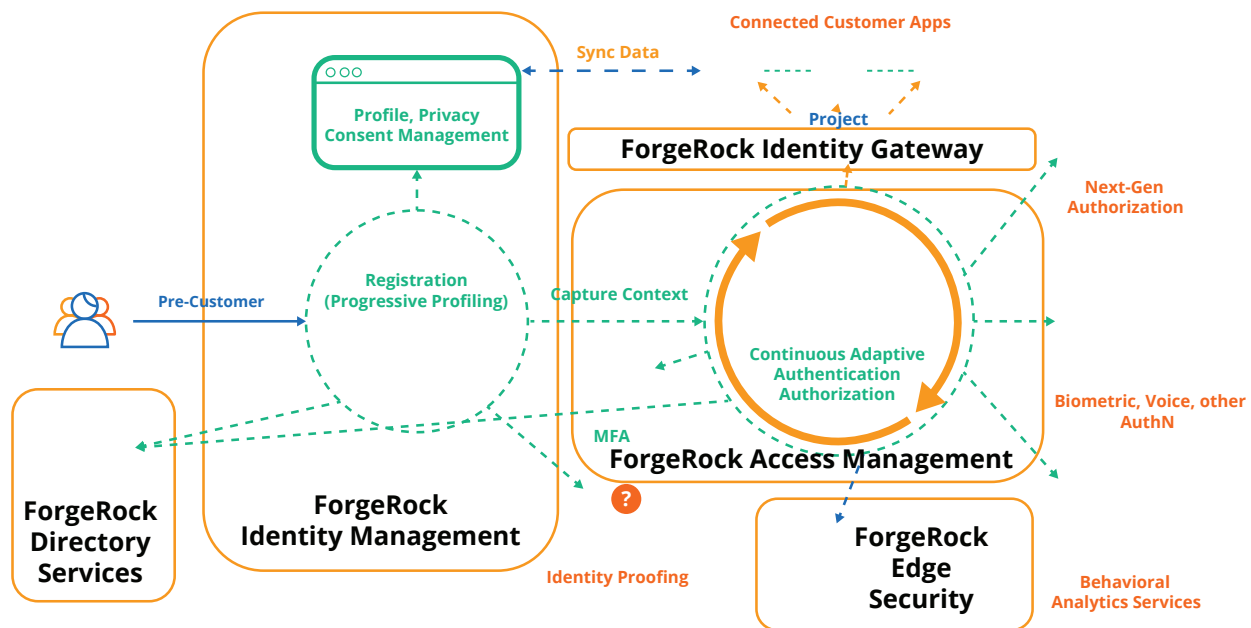 Connected Customer Apps
Sync Data
Profile, Privacy
Consent Management
Project
ForgeRock Identity Gateway
Next-Gen
Authorization
Registration
(Progressive Profiling)
Pre-Customer
Capture Context
Continuous Adaptive
Authentication
Authorization
Biometric, Voice, other
AuthN
MFA
ForgeRock Access Management
?
ForgeRock
Directory
Services
ForgeRock
Identity Management
Identity Proofing
ForgeRock
Edge
Security
Behavioral
Analytics Services